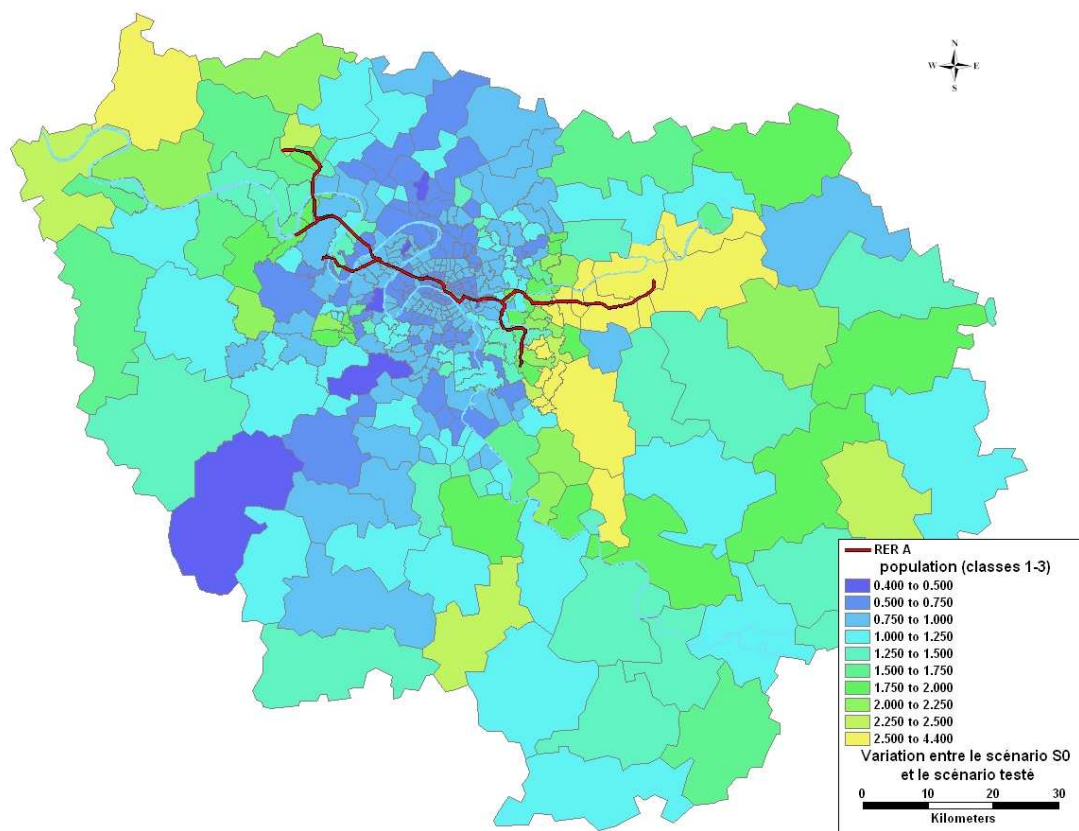 N
W E
S
RER A
population (classes 1-3)
0.400 to 0.500
0.500 to 0.750
0.750 to 1.000
1.000 to 1.250
1.250 to 1.500
1.500 to 1.750
1.750 to 2.000
2.000 to 2.250
2.250 to 2.500
2.500 to 4.400
Variation entre le scénario S0
et le scénario testé
0 10 20 30
Kilometers